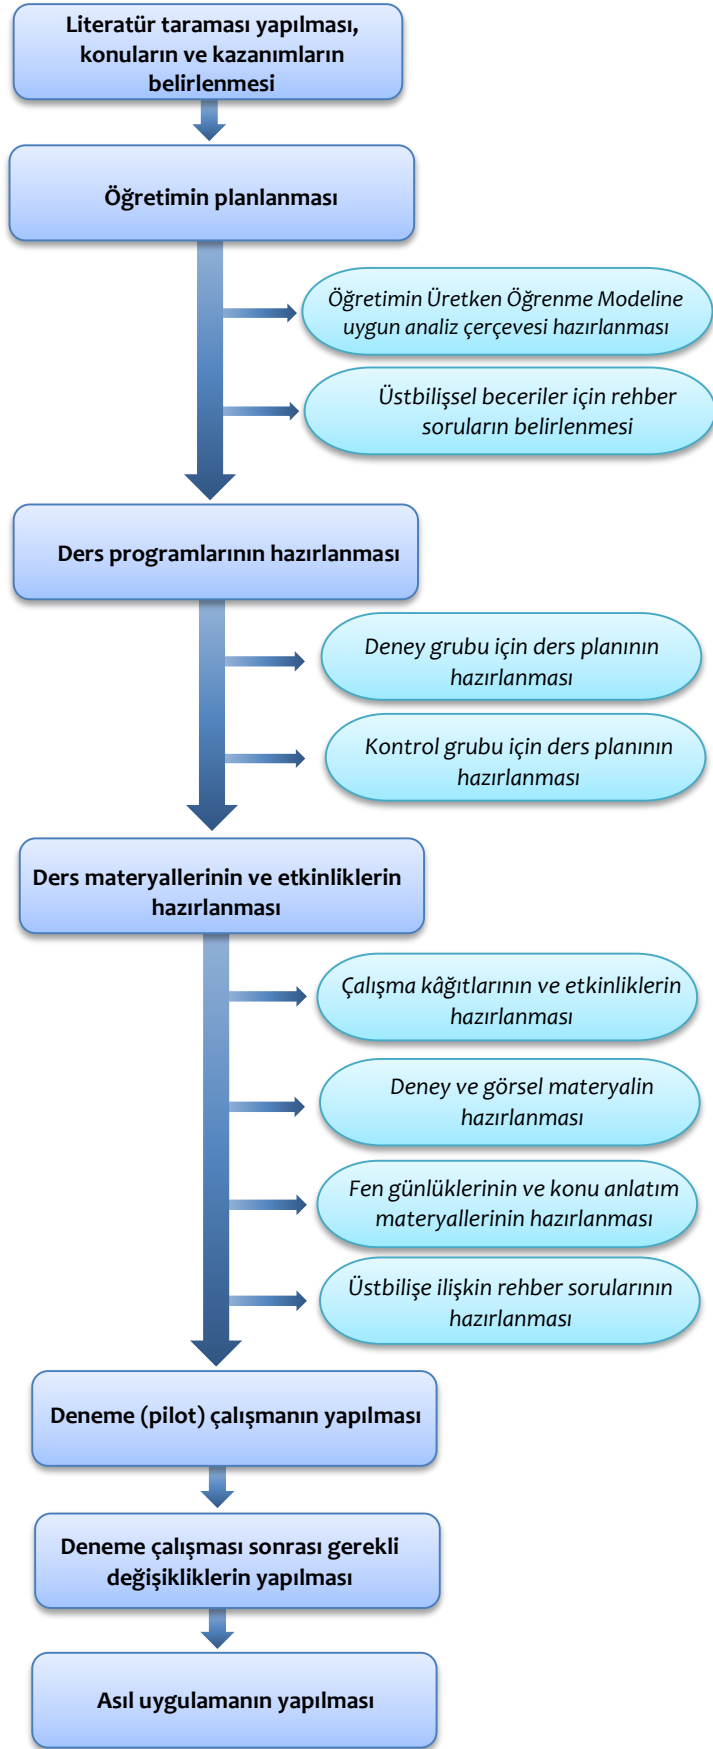 Literatür taraması yapılması,
konuların ve kazanımların
belirlenmesi
Öğretimin planlanması
Öğretimin Üretken Öğrenme Modeline
uygun analiz çerçevesi hazırlanması
Üstbilişsel beceriler için rehber
soruların belirlenmesi
Ders programlarının hazırlanması
Deney grubu için ders planının
hazırlanması
Kontrol grubu için ders planının
hazırlanması
Ders materyallerinin ve etkinliklerin
hazırlanması
Çalışma kâğıtlarının ve etkinliklerin
hazırlanması
Deney ve görsel materyalin
hazırlanması
Fen günlüklerinin ve konu anlatım
materyallerinin hazırlanması
Üstbilişe ilişkin rehber sorularının
hazırlanması
Deneme (pilot) çalışmanın yapılması
Deneme çalışması sonrası gerekli
değişikliklerin yapılması
Asıl uygulamanın yapılması